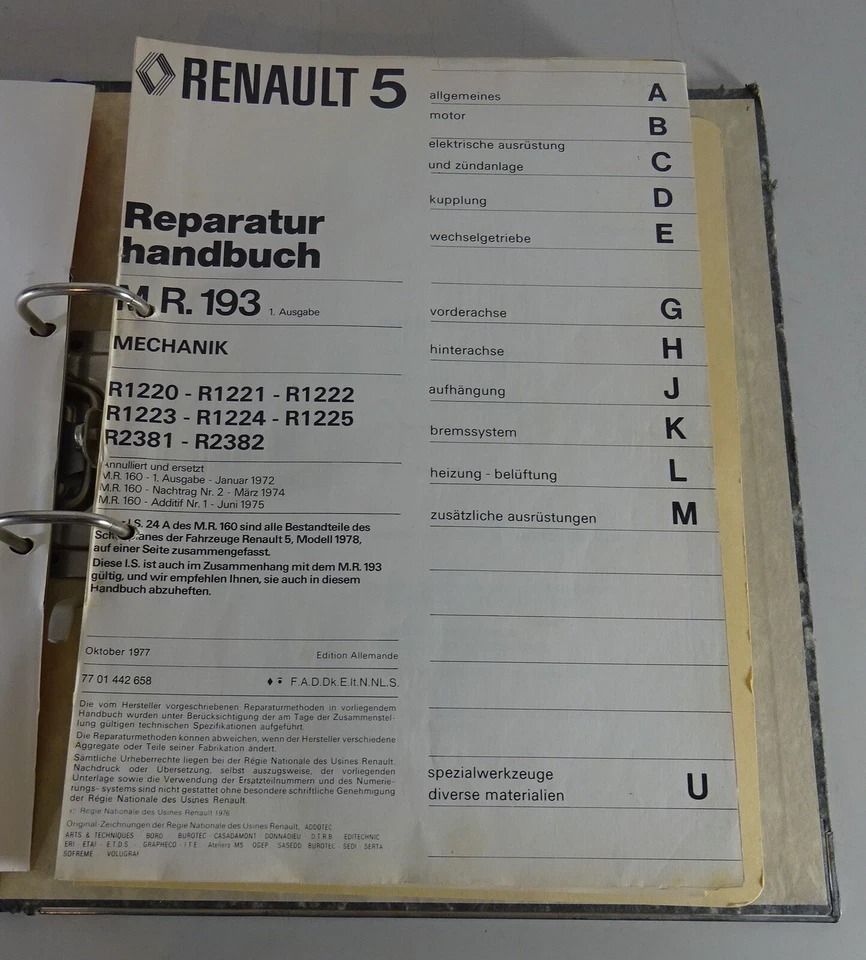 RENAULT 5
Reparatur
handbuch
M.R. 193 1. Ausgabe
MECHANIK
R1220 - R1221 - R1222
R1223 - R1224 - R1225
R2381 - R2382
Annulliert und ersetzt
M.R. 160 - 1. Ausgabe - Januar 1972
M.R. 160 - Nachtrag Nr. 2 - März 1974
M.R. 160 - Additif Nr. 1 - Juni 1975
I.S. 24 A des M.R. 160 sind alle Bestandteile des
der Fahrzeuge Renault 5, Modell 1978,
auf einer Seite zusammengefasst.
Diese I.S. ist auch im Zusammenhang mit dem M.R. 193
gültig, und wir empfehlen Ihnen, sie auch in diesem
Handbuch abzuheften.
Oktober 1977 Edition Allemande
77 01 442 658 F.A.D.Dk.E.It.N.NL.S.
Die vom Hersteller vorgeschriebenen Reparaturmethoden in vorliegendem
Handbuch wurden unter Berücksichtigung der am Tage der Zusammenstel-
lung gültigen technischen Spezifikationen aufgeführt.
Die Reparaturmethoden können abweichen, wenn der Hersteller verschiedene
Aggregate oder Teile seiner Fabrikation ändert.
Sämtliche Urheberrechte liegen bei der Régie Nationale des Usines Renault.
Nachdruck oder Übersetzung, selbst auszugsweise, der vorliegenden
Unterlage sowie die Verwendung der Ersatzteilnummern und des Numerie-
rungs- systems sind nicht gestattet ohne besondere schriftliche Genehmigung
der Régie Nationale des Usines Renault.
© Régie Nationale des Usines Renault 1976
Original-Zeichnungen der Régie Nationale des Usines Renault, ADDOTEC
ARTS & TECHNIQUES BORO BUROTEC CASADAMONT DONNADIEU D.T.R.B EDITECHNIC
ERI ETAI E.T.D.S. GRAPHECO I.T.E. Ateliers M5 OGEP SASEDD BUROTEC SEDI SERTA
SOFREME VOLUGRAF
allgemeines A
motor B
elektrische ausrüstung
und zündanlage C
kupplung D
wechselgetriebe E
vorderachse G
hinterachse H
aufhängung J
bremssystem K
heizung - belüftung L
zusätzliche ausrüstungen M
spezialwerkzeuge
diverse materialien U